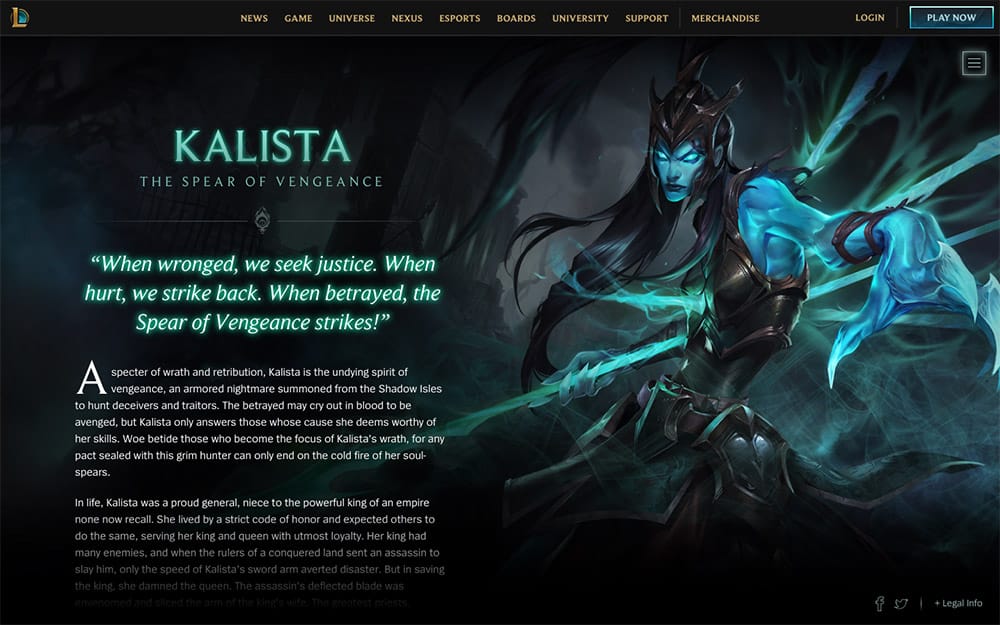 NEWS GAME UNIVERSE NEXUS ESPORTS BOARDS UNIVERSITY SUPPORT MERCHANDISE LOGIN PLAY NOW
KALISTA
THE SPEAR OF VENGEANCE
“When wronged, we seek justice. When
hurt, we strike back. When betrayed, the
Spear of Vengeance strikes!”
A specter of wrath and retribution, Kalista is the undying spirit of
vengeance, an armored nightmare summoned from the Shadow Isles
to hunt deceivers and traitors. The betrayed may cry out in blood to be
avenged, but Kalista only answers those whose cause she deems worthy of
her skills. Woe betide those who become the focus of Kalista's wrath, for any
pact sealed with this grim hunter can only end on the cold fire of her soul-
spears.
In life, Kalista was a proud general, niece to the powerful king of an empire
none now recall. She lived by a strict code of honor and expected others to
do the same, serving her king and queen with utmost loyalty. Her king had
many enemies, and when the rulers of a conquered land sent an assassin to
slay him, only the speed of Kalista's sword arm averted disaster. But in saving
the king, she damned the queen. The assassin's deflected blade was
envenomed and sliced the arm of the king's wife. The greatest priests,
+ Legal Info